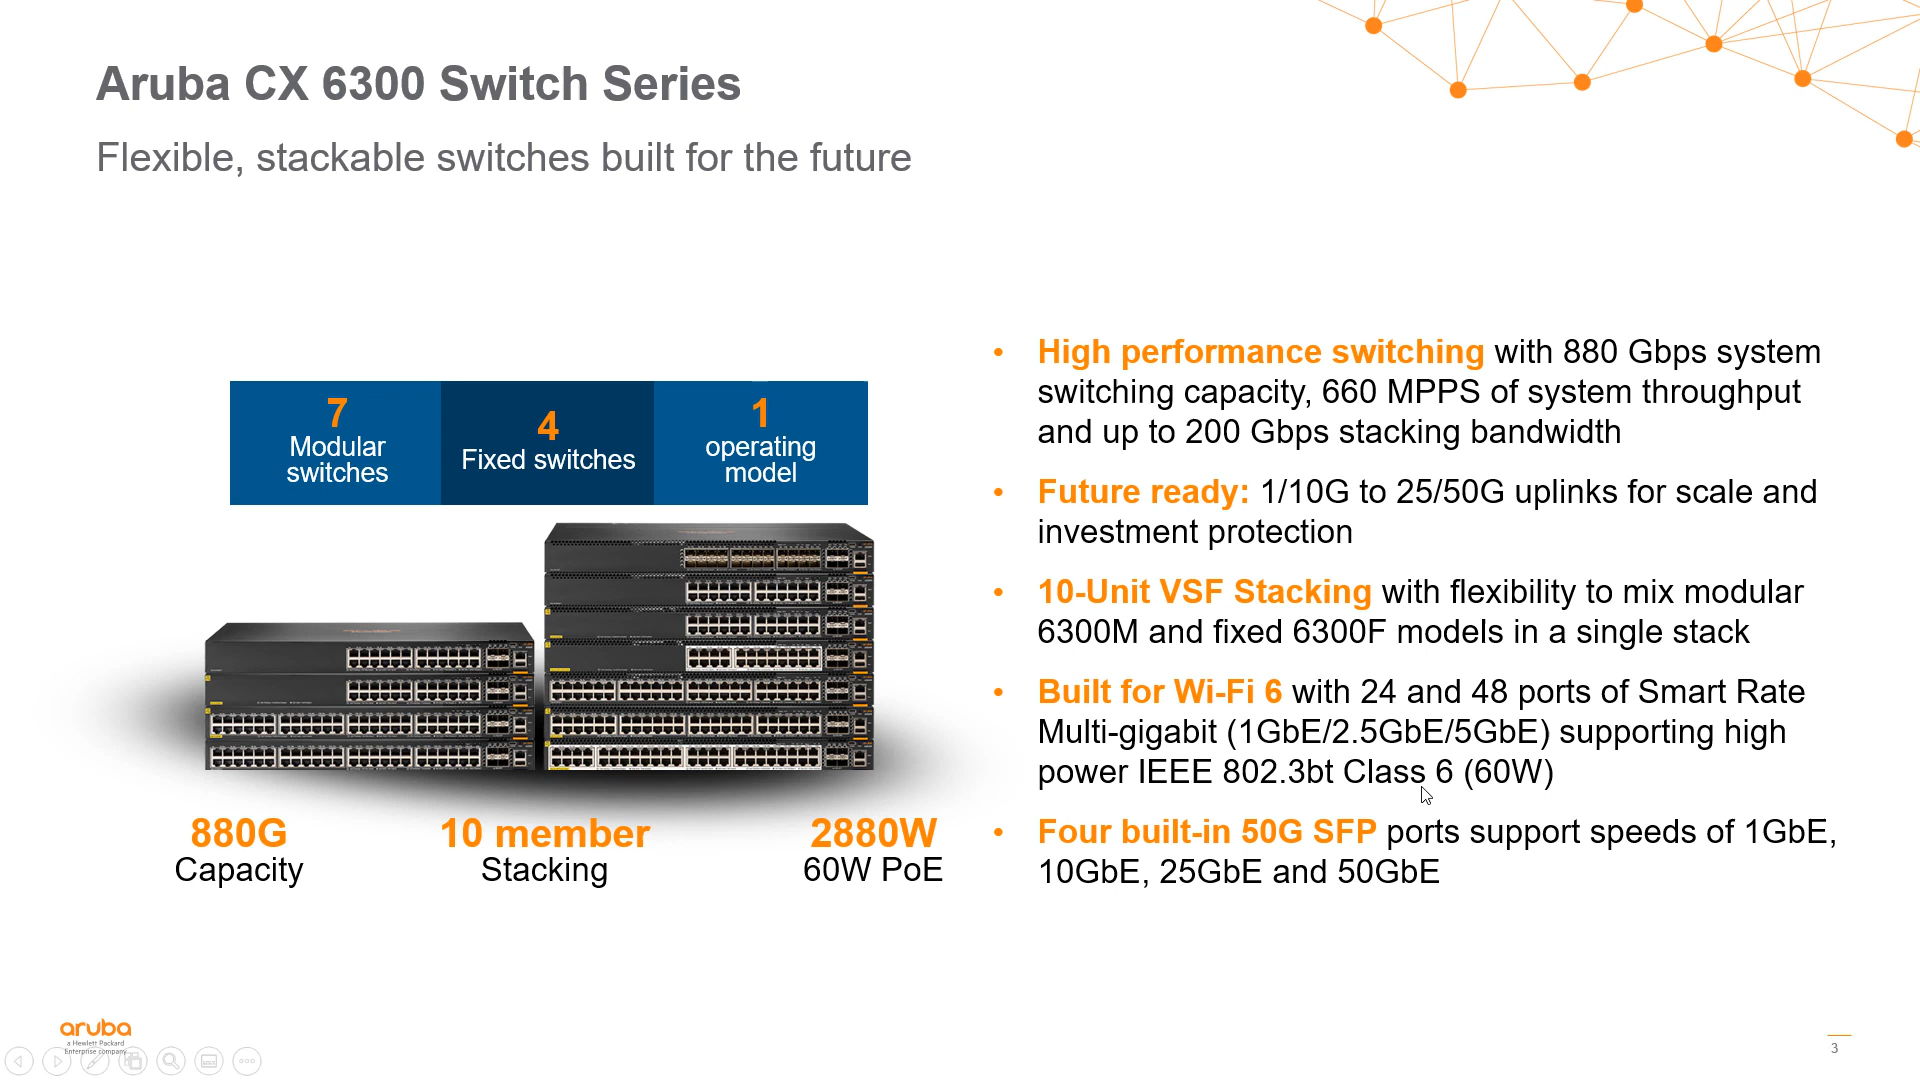 Aruba CX 6300 Switch Series
Flexible, stackable switches built for the future
7
Modular
switches
4
Fixed switches
1
operating
model
880G
Capacity
10 member
Stacking
2880W
60W PoE
• High performance switching with 880 Gbps system
switching capacity, 660 MPPS of system throughput
and up to 200 Gbps stacking bandwidth
• Future ready: 1/10G to 25/50G uplinks for scale and
investment protection
• 10-Unit VSF Stacking with flexibility to mix modular
6300M and fixed 6300F models in a single stack
• Built for Wi-Fi 6 with 24 and 48 ports of Smart Rate
Multi-gigabit (1GbE/2.5GbE/5GbE) supporting high
power IEEE 802.3bt Class 6 (60W)
• Four built-in 50G SFP ports support speeds of 1GbE,
10GbE, 25GbE and 50GbE
aruba
a Hewlett Packard
Enterprise company
3